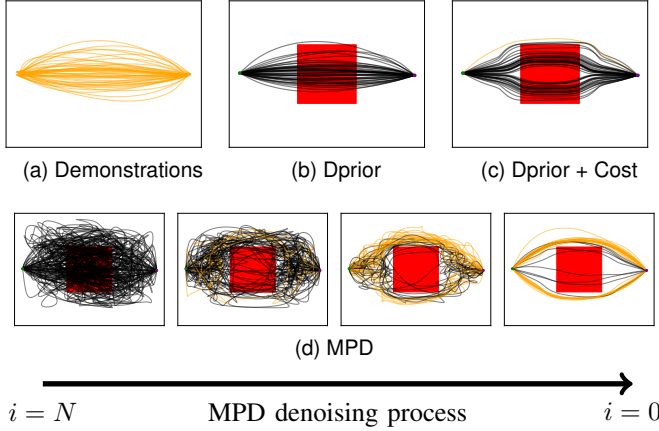 (a) Demonstrations
(b) Dprior
(c) Dprior + Cost
(d) MPD
i = N MPD denoising process i = 0